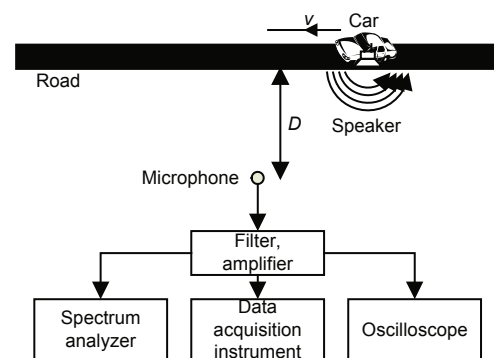 v
Car
Road
D
Speaker
Microphone
Filter,
amplifier
Spectrum
analyzer
Data
acquisition
instrument
Oscilloscope